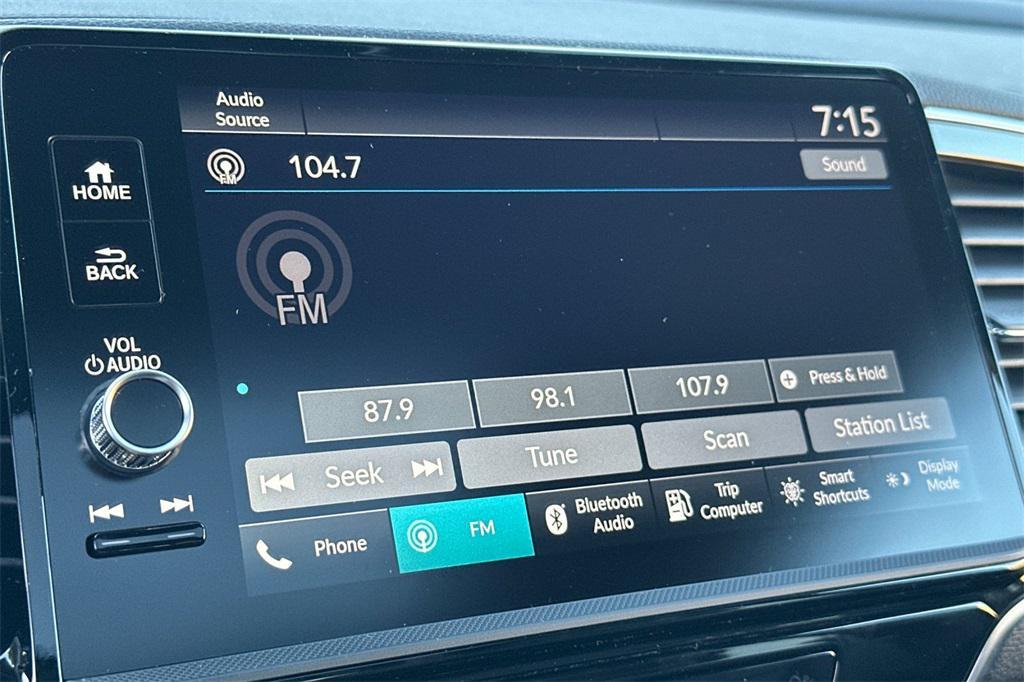 Audio
Source
7:15
FM
104.7
Sound
HOME
BACK
FM
VOL
AUDIO
87.9
98.1
107.9
Press & Hold
Seek
Tune
Scan
Station List
Phone
FM
Bluetooth
Audio
Trip
Computer
Smart
Shortcuts
Display
Mode